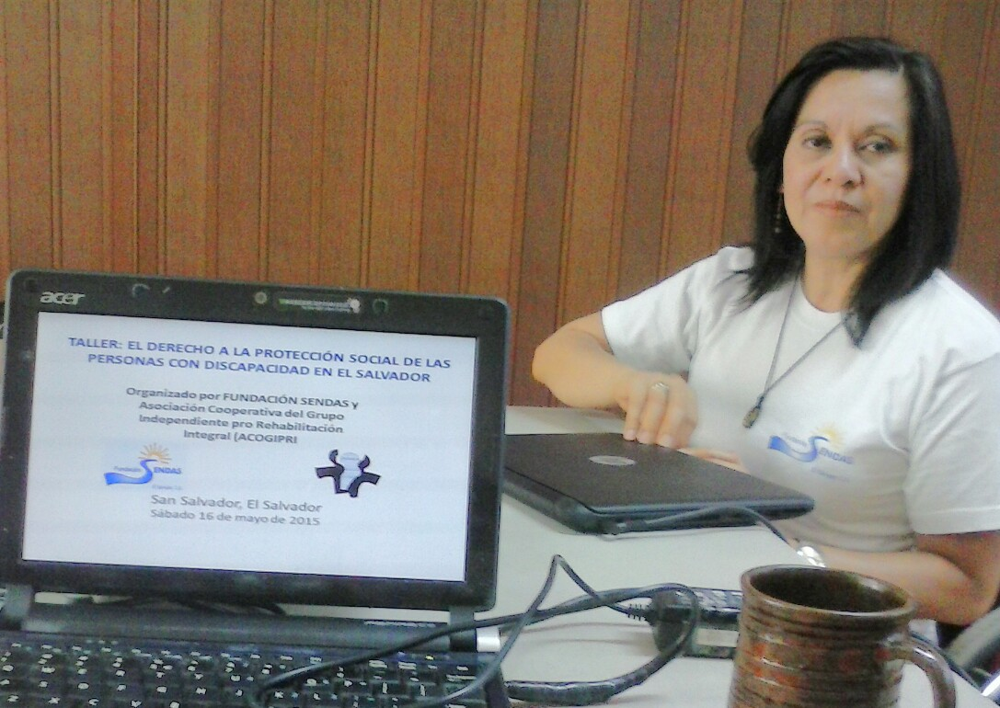 acer
TALLER: EL DERECHO A LA PROTECCIÓN SOCIAL DE LAS
PERSONAS CON DISCAPACIDAD EN EL SALVADOR
Organizado por FUNDACIÓN SENDAS y
Asociación Cooperativa del Grupo
Independiente pro Rehabilitación
Integral (ACOGIPRI
Fundación
SENDAS
San Salvador, El Salvador
Sábado 16 de mayo de 2015
Fundación
SENDAS